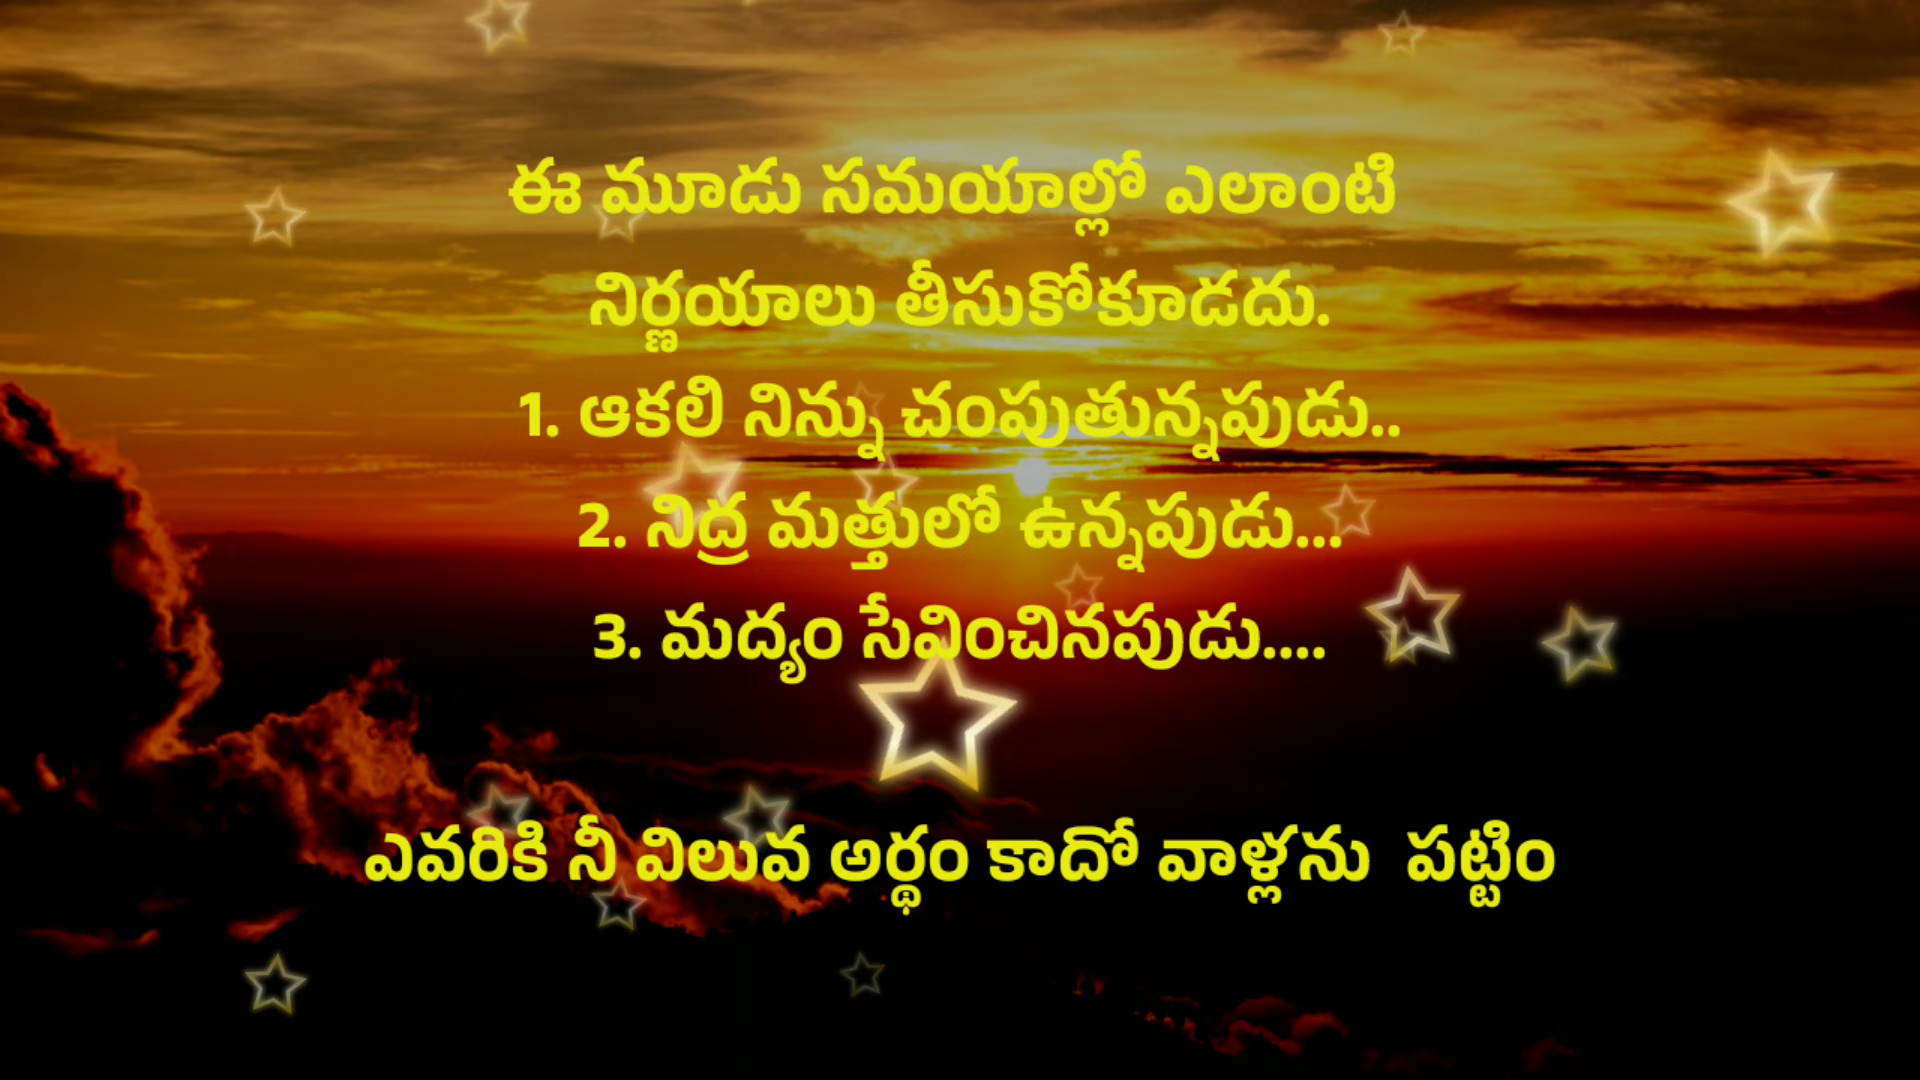 ఈ మూడు సమయాల్లో ఎలాంటి
నిర్ణయాలు తీసుకోకూడదు.
1. ఆకలి నిన్ను చంపుతున్నపుడు..
2. నిద్ర మత్తులో ఉన్నపుడు...
3. మద్యం సేవించినపుడు....
ఎవరికి నీ విలువ అర్థం కాదో వాళ్లను  పట్టిం